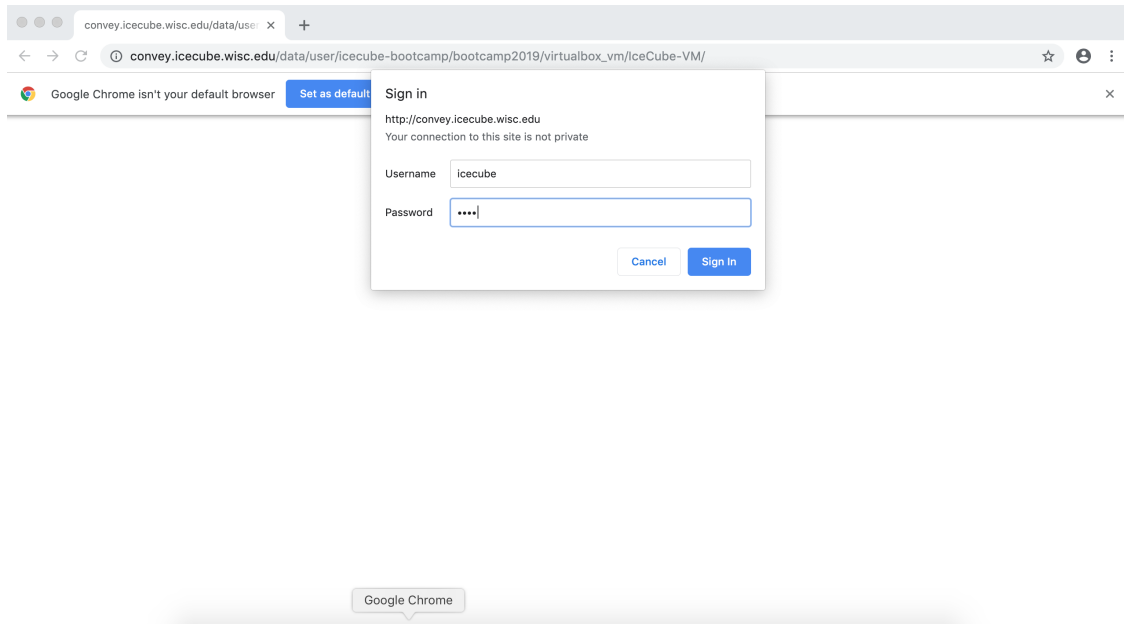 convey.icecube.wisc.edu/data/user
convey.icecube.wisc.edu/data/user/icecube-bootcamp/bootcamp2019/virtualbox_vm/IceCube-VM/
Google Chrome isn't your default browser
Set as default
Sign in
http://convey.icecube.wisc.edu
Your connection to this site is not private
Username
icecube
Password
••••
Cancel
Sign In
Google Chrome